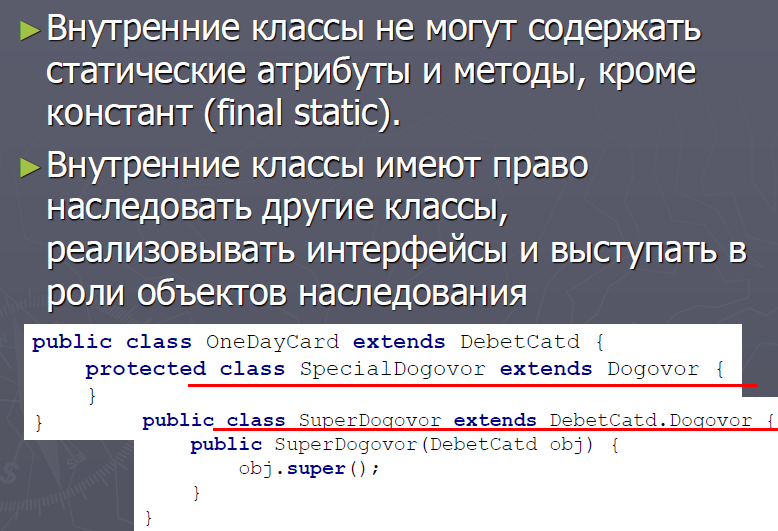 ► Внутренние классы не могут содержать
статические атрибуты и методы, кроме
констант (final static).
► Внутренние классы имеют право
наследовать другие классы,
реализовывать интерфейсы и выступать в
роли объектов наследования
public class OneDayCard extends DebetCatd {
protected class SpecialDogovor extends Dogovor {
}
}
public class SuperDogovor extends DebetCatd.Dogovor {
public SuperDogovor(DebetCatd obj) {
obj.super();
}
}